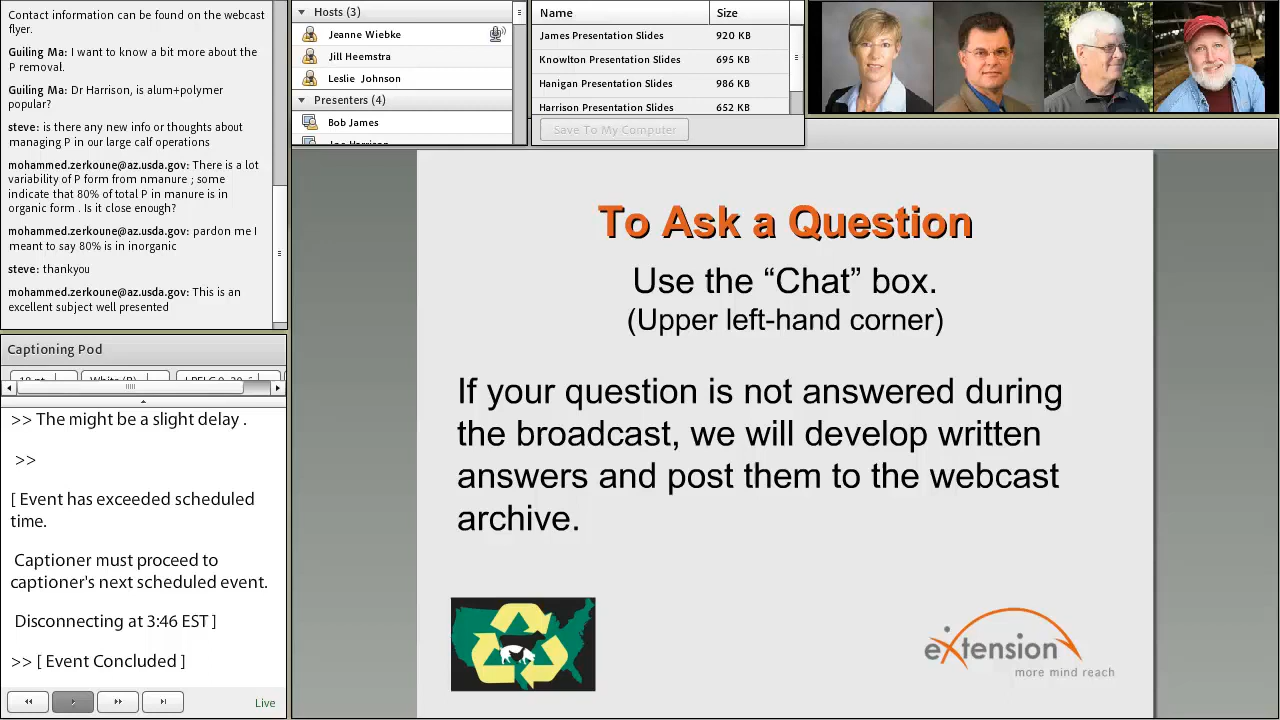 Contact information can be found on the webcast
flyer.
Guiling Ma: I want to know a bit more about the
P removal.
Guiling Ma: Dr Harrison, is alum+polymer
popular?
steve: is there any new info or thoughts about
managing P in our large calf operations
mohammed.zerkoune@az.usda.gov: There is a lot
variability of P form from nmanure ; some
indicate that 80% of total P in manure is in
organic form . Is it close enough?
mohammed.zerkoune@az.usda.gov: pardon me I
meant to say 80% is in inorganic
steve: thankyou
mohammed.zerkoune@az.usda.gov: This is an
excellent subject well presented
Captioning Pod
>> The might be a slight delay .
>>
[ Event has exceeded scheduled
time.
Captioner must proceed to
captioner's next scheduled event.
Disconnecting at 3:46 EST ]
>> [ Event Concluded ]
Live
Hosts (3)
Jeanne Wiebke
Jill Heemstra
Leslie Johnson
Presenters (4)
Bob James
Name Size
James Presentation Slides 920 KB
Knowlton Presentation Slides 695 KB
Hanigan Presentation Slides 986 KB
Harrison Presentation Slides 652 KB
Save To My Computer
To Ask a Question
Use the “Chat” box.
(Upper left-hand corner)
If your question is not answered during
the broadcast, we will develop written
answers and post them to the webcast
archive.
eXtension
more mind reach